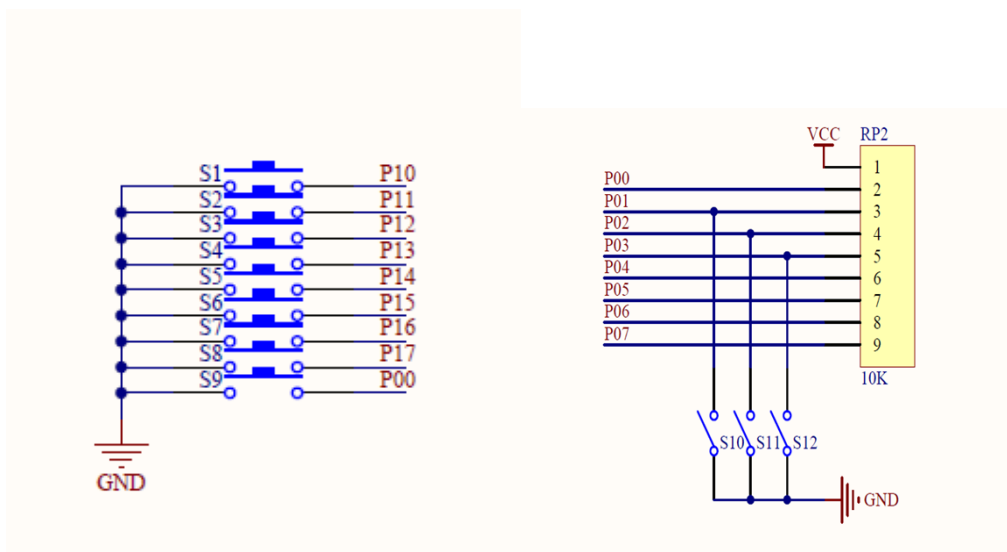 S1 P10
S2 P11
S3 P12
S4 P13
S5 P14
S6 P15
S7 P16
S8 P17
S9 P00
GND
VCC RP2
1
P00 2
P01 3
P02 4
P03 5
P04 6
P05 7
P06 8
P07 9
10K
S10 S11 S12
GND